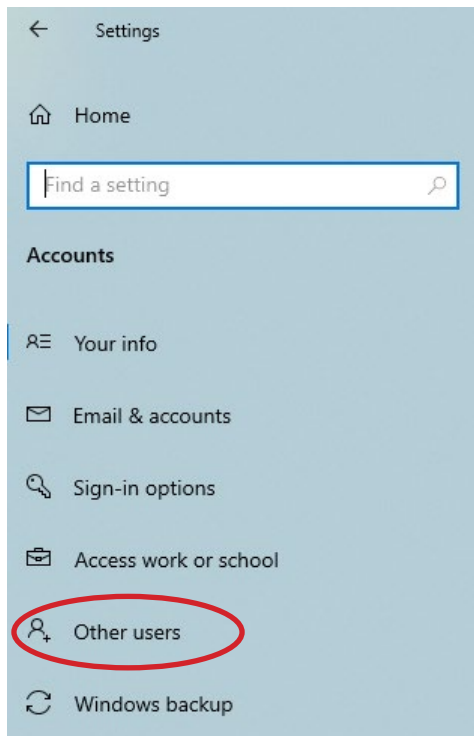 Settings
Home
Find a setting
Accounts
Your info
Email & accounts
Sign-in options
Access work or school
Other users
Windows backup